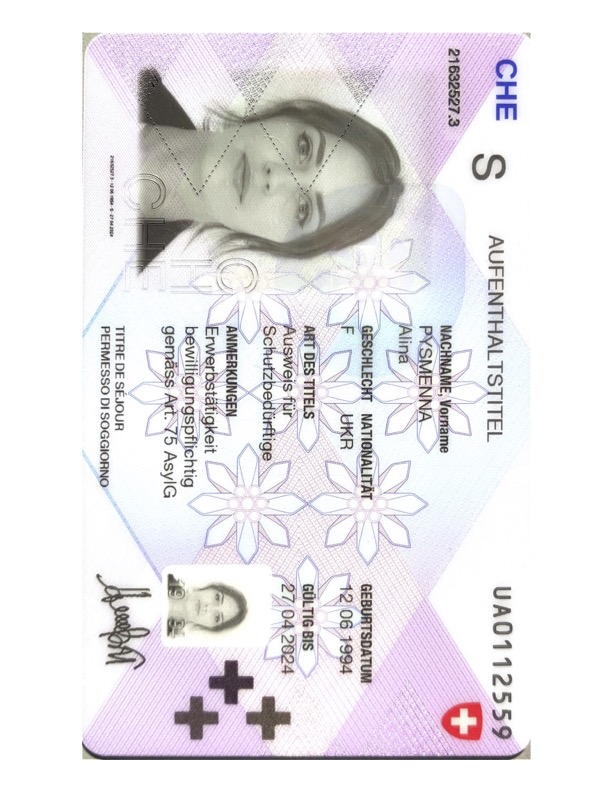 CHE S AUFENTHALTSTITEL UA0112559
21632527.3
NACHNAME, Vorname
PYSMENNA
Alina
GESCHLECHT NATIONALITÄT GEBURTSDATUM
F UKR 12 06 1994
ART DES TITELS GÜLTIG BIS
Ausweis für 27 04 2024
Schutzbedürftige
ANMERKUNGEN
Erwerbstätigkeit
bewilligungspflichtig
gemäss Art. 75 AsylG
TITRE DE SÉJOUR
PERMESSO DI SOGGIORNO
CHE